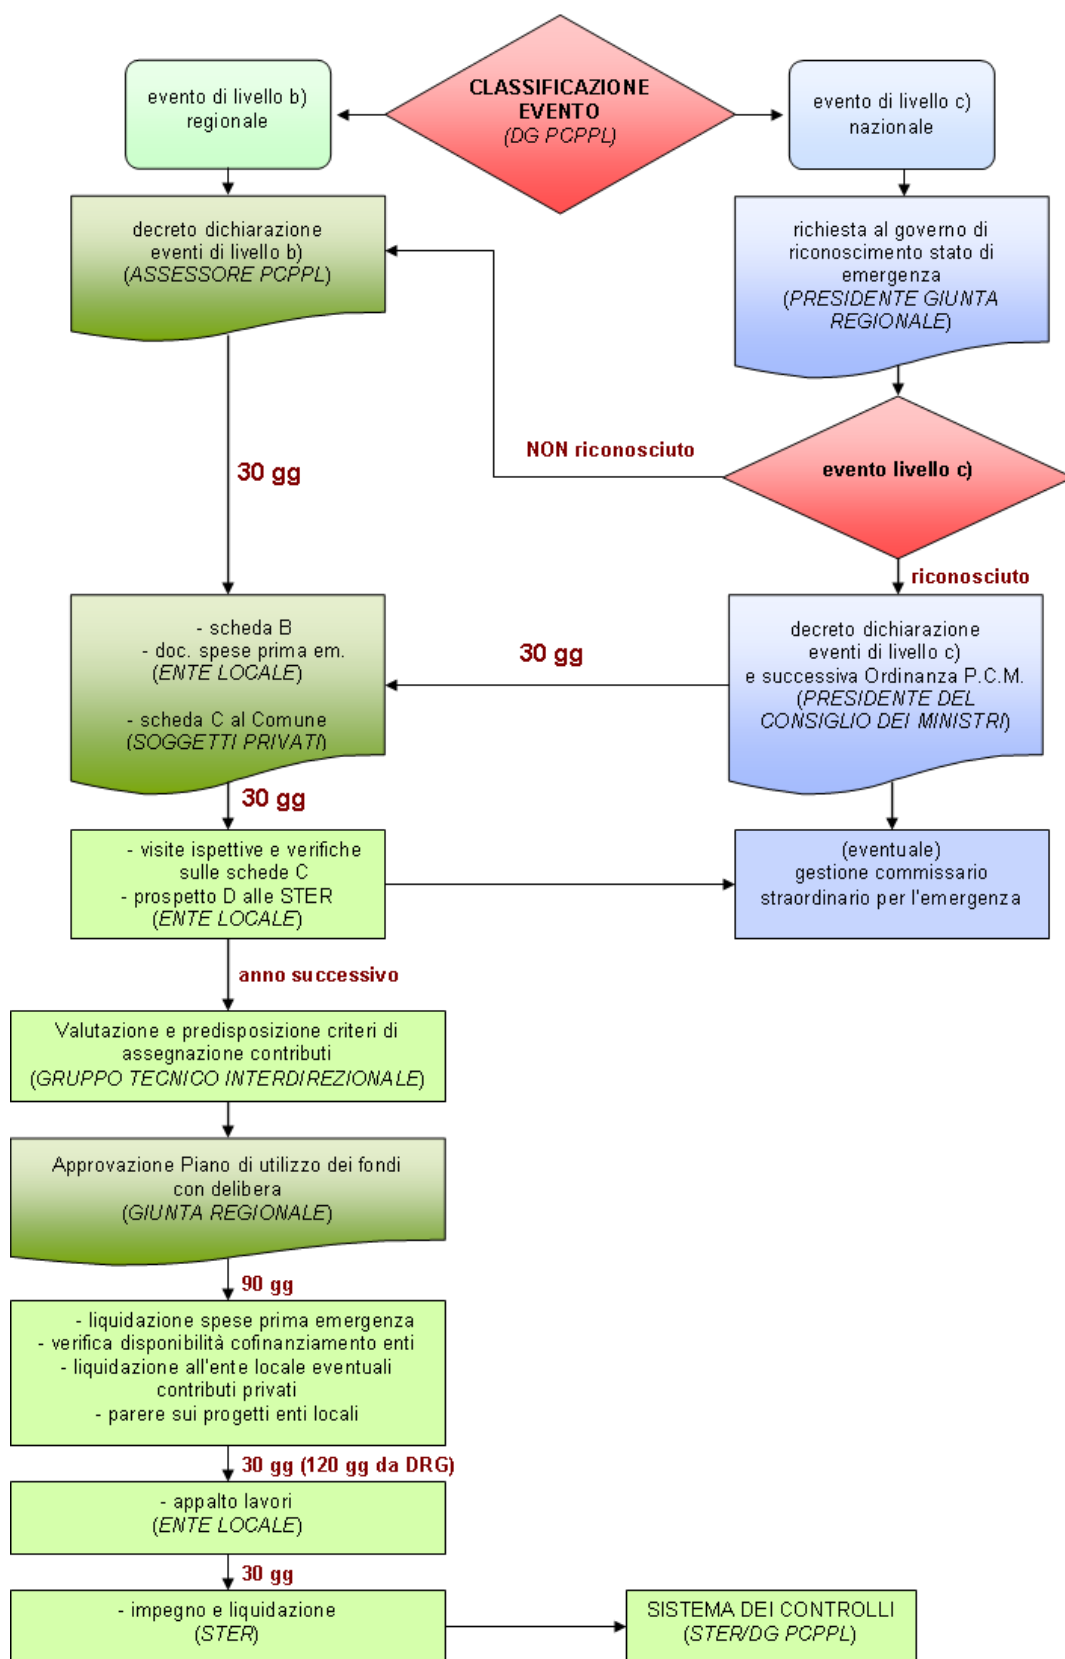 CLASSIFICAZIONE
EVENTO
(DG PCPPL)
evento di livello b)
regionale
evento di livello c)
nazionale
decreto dichiarazione
eventi di livello b)
(ASSESSORE PCPPL)
richiesta al governo di
riconoscimento stato di
emergenza
(PRESIDENTE GIUNTA
REGIONALE)
NON riconosciuto
evento livello c)
30 gg
riconosciuto
- scheda B
- doc. spese prima em.
(ENTE LOCALE)
- scheda C al Comune
(SOGGETTI PRIVATI)
30 gg
decreto dichiarazione
eventi di livello c)
e successiva Ordinanza P.C.M.
(PRESIDENTE DEL
CONSIGLIO DEI MINISTRI)
30 gg
- visite ispettive e verifiche
sulle schede C
- prospetto D alle STER
(ENTE LOCALE)
(eventuale)
gestione commissario
straordinario per l'emergenza
anno successivo
Valutazione e predisposizione criteri di
assegnazione contributi
(GRUPPO TECNICO INTERDIREZIONALE)
Approvazione Piano di utilizzo dei fondi
con delibera
(GIUNTA REGIONALE)
90 gg
- liquidazione spese prima emergenza
- verifica disponibilità cofinanziamento enti
- liquidazione all'ente locale eventuali
contributi privati
- parere sui progetti enti locali
30 gg (120 gg da DRG)
- appalto lavori
(ENTE LOCALE)
30 gg
- impegno e liquidazione
(STER)
SISTEMA DEI CONTROLLI
(STER/DG PCPPL)